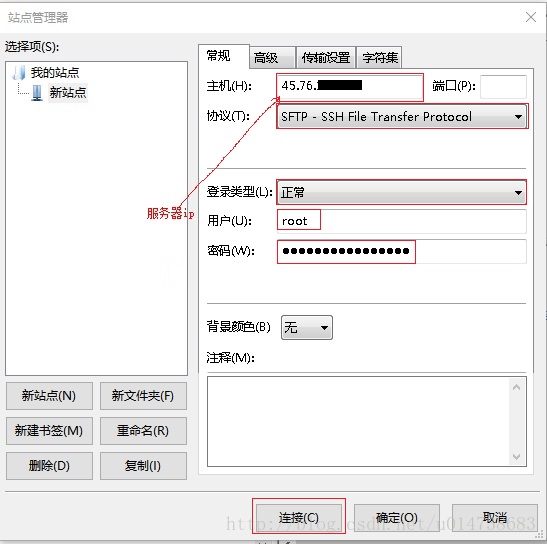 站点管理器
选择项(S):
我的站点
新站点
新站点(N)
新文件夹(F)
新建书签(M)
重命名(R)
删除(D)
复制(I)
常规
高级
传输设置
字符集
主机(H):
45.76.
端口(P):
协议(T):
SFTP - SSH File Transfer Protocol
服务器ip
登录类型(L):
正常
用户(U):
root
密码(W):
●●●●●●●●●●●●●●●●
背景颜色(B)
无
注释(M):
连接(C)
确定(O)
取消
http://blog.csdn.net/u014736683